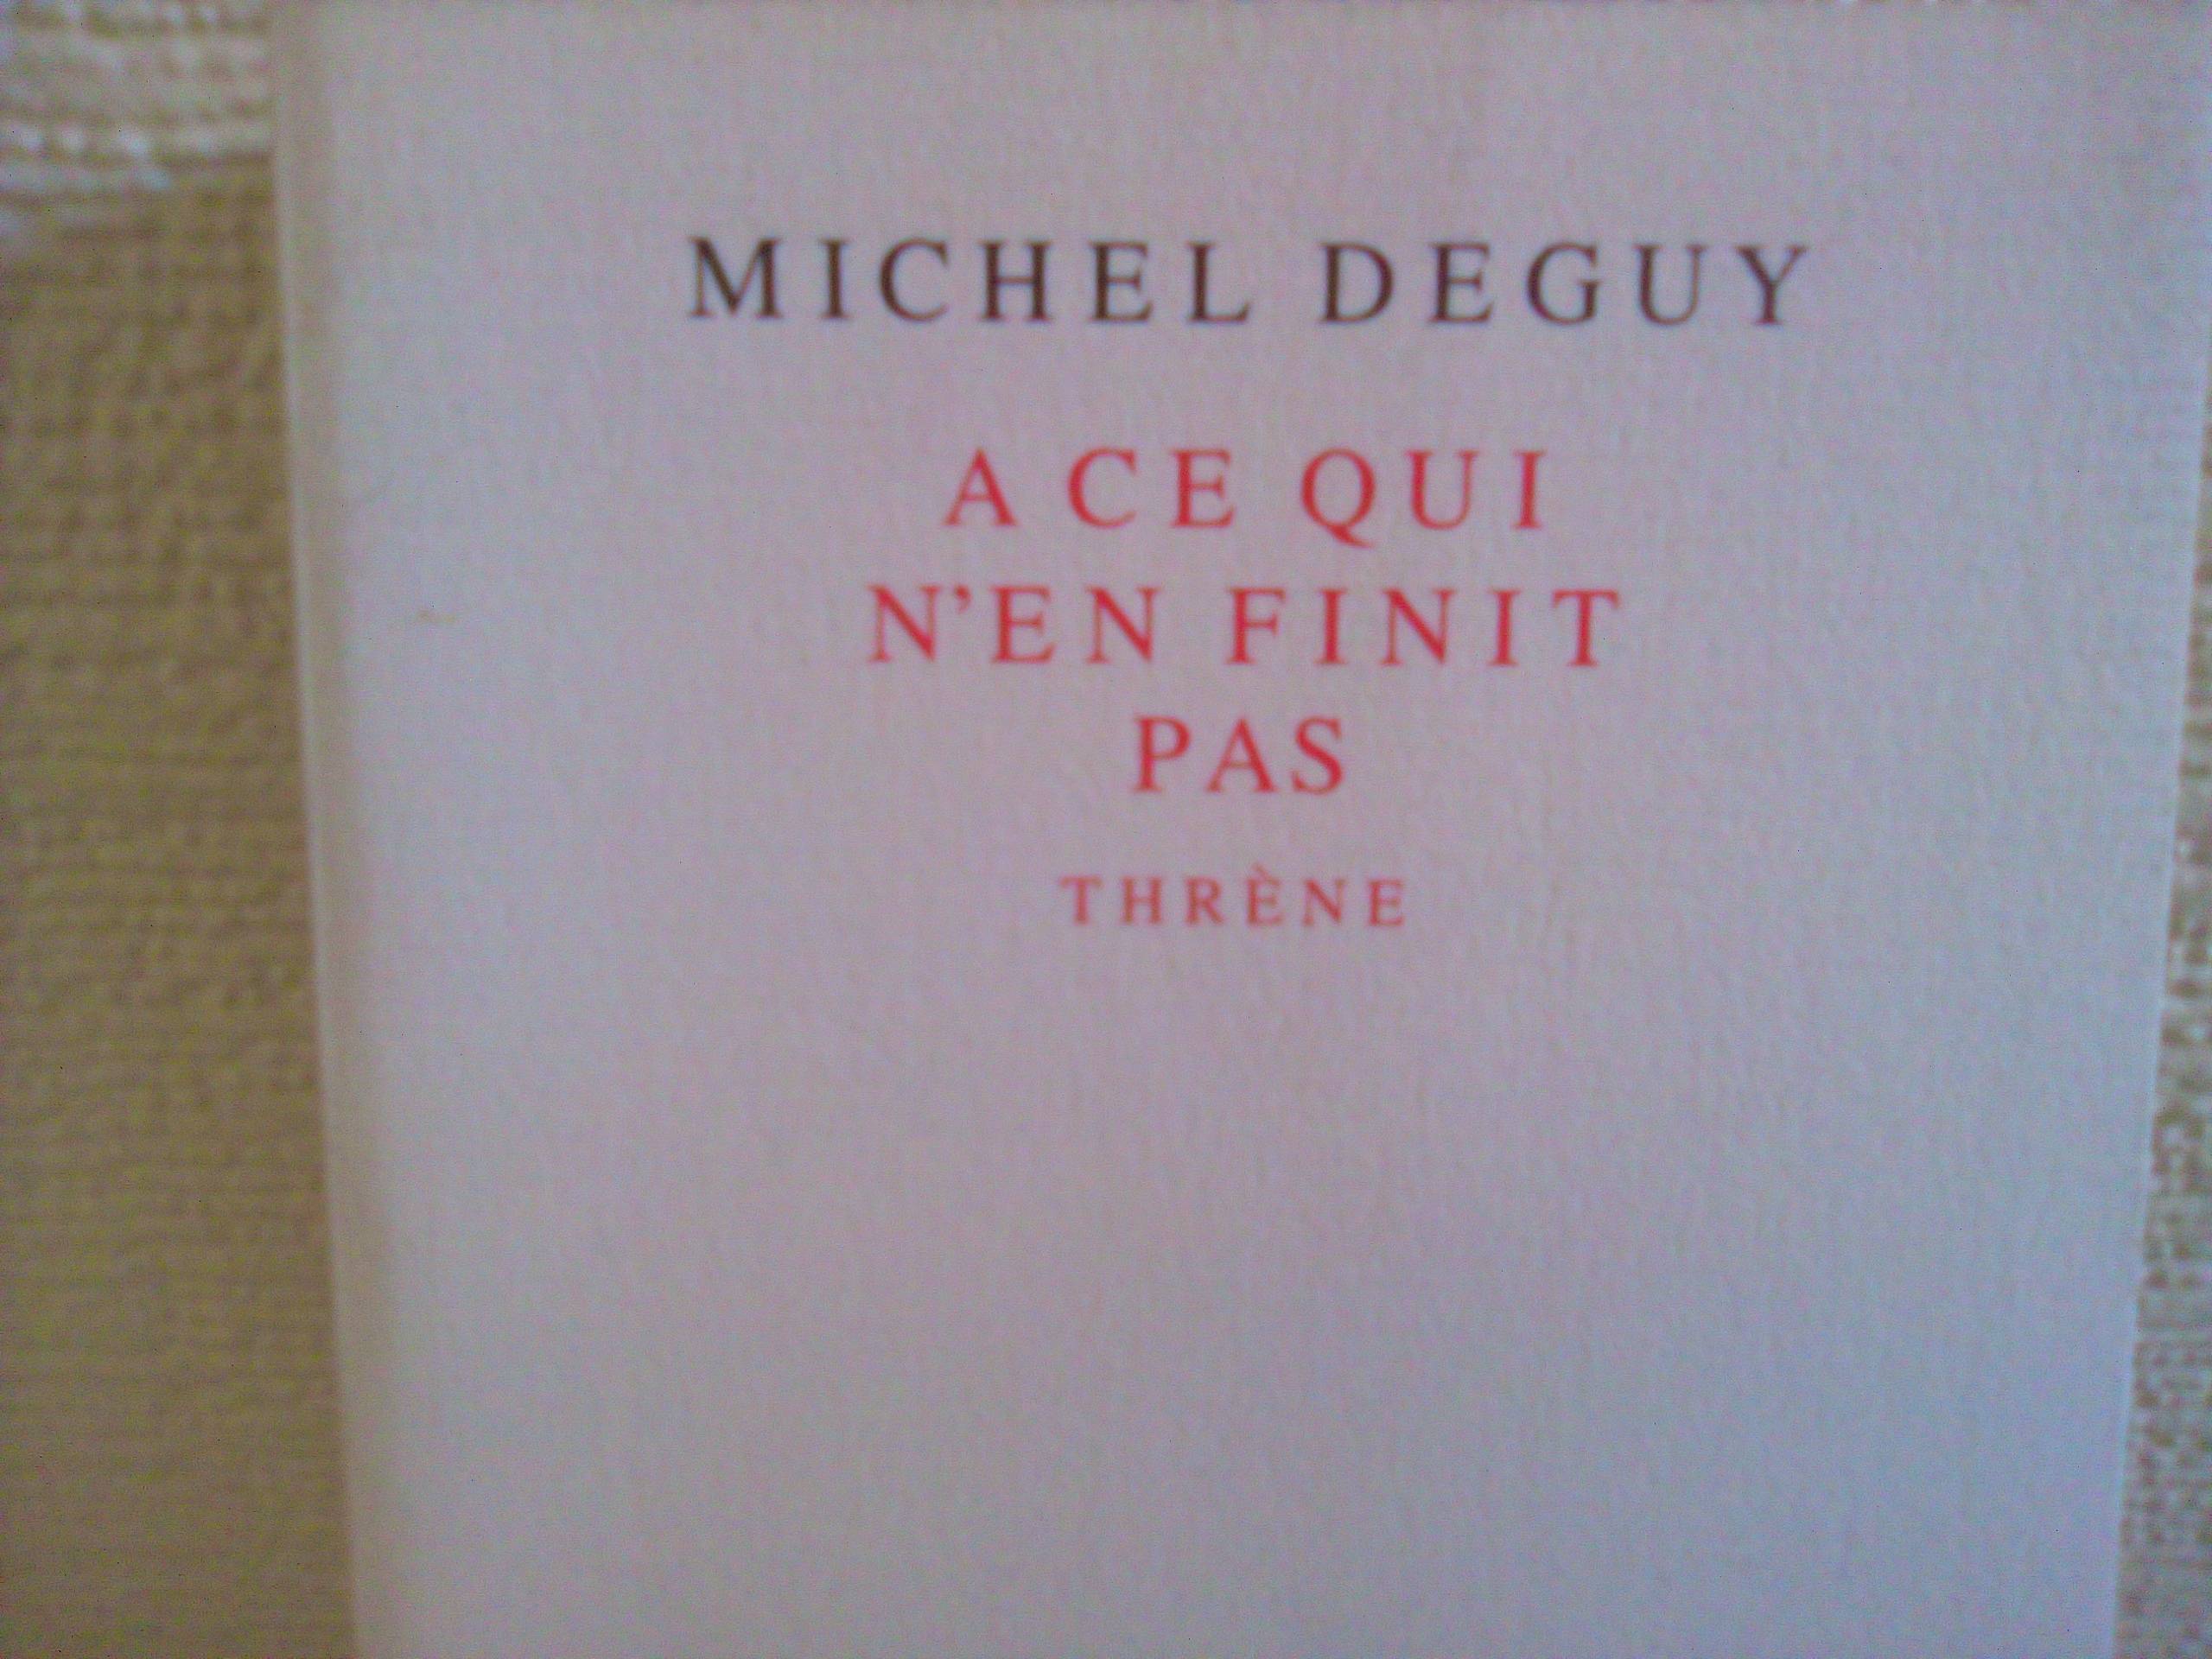 MICHEL DEGUY
A CE QUI
N'EN FINIT
PAS
THRÈNE